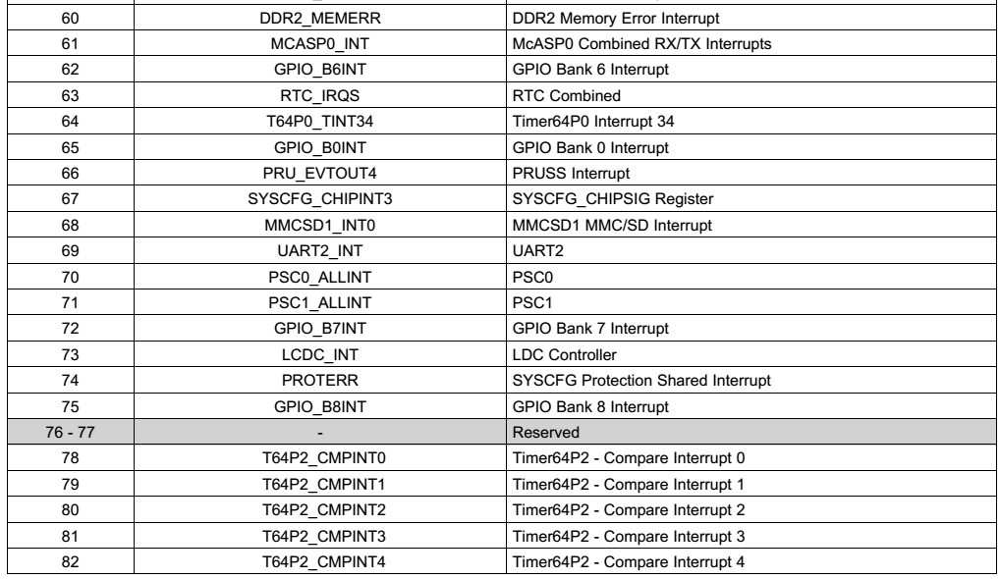 60 DDR2_MEMERR DDR2 Memory Error Interrupt
61 MCASP0_INT McASP0 Combined RX/TX Interrupts
62 GPIO_B6INT GPIO Bank 6 Interrupt
63 RTC_IRQS RTC Combined
64 T64P0_TINT34 Timer64P0 Interrupt 34
65 GPIO_B0INT GPIO Bank 0 Interrupt
66 PRU_EVTOUT4 PRUSS Interrupt
67 SYSCFG_CHIPINT3 SYSCFG_CHIPSIG Register
68 MMCSD1_INT0 MMCSD1 MMC/SD Interrupt
69 UART2_INT UART2
70 PSC0_ALLINT PSC0
71 PSC1_ALLINT PSC1
72 GPIO_B7INT GPIO Bank 7 Interrupt
73 LCDC_INT LDC Controller
74 PROTERR SYSCFG Protection Shared Interrupt
75 GPIO_B8INT GPIO Bank 8 Interrupt
76 - 77 - Reserved
78 T64P2_CMPINT0 Timer64P2 - Compare Interrupt 0
79 T64P2_CMPINT1 Timer64P2 - Compare Interrupt 1
80 T64P2_CMPINT2 Timer64P2 - Compare Interrupt 2
81 T64P2_CMPINT3 Timer64P2 - Compare Interrupt 3
82 T64P2_CMPINT4 Timer64P2 - Compare Interrupt 4